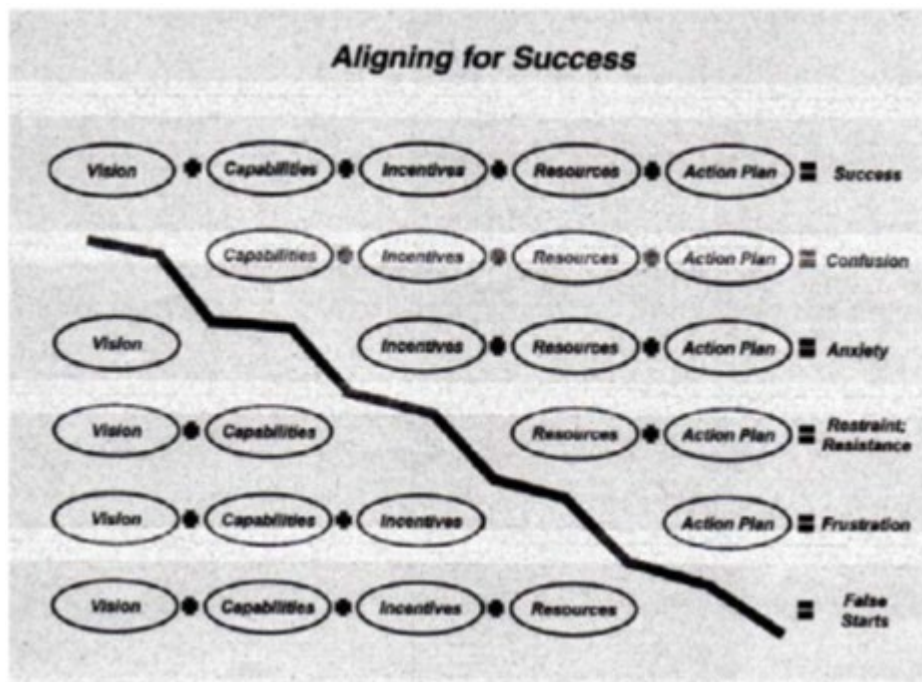 Aligning for Success
Vision + Capabilities + Incentives + Resources + Action Plan = Success
Capabilities + Incentives + Resources + Action Plan = Confusion
Vision Incentives + Resources + Action Plan = Anxiety
Vision + Capabilities Resources + Action Plan = Restraint;
Resistance
Vision + Capabilities + Incentives Action Plan = Frustration
Vision + Capabilities + Incentives + Resources = False
Starts